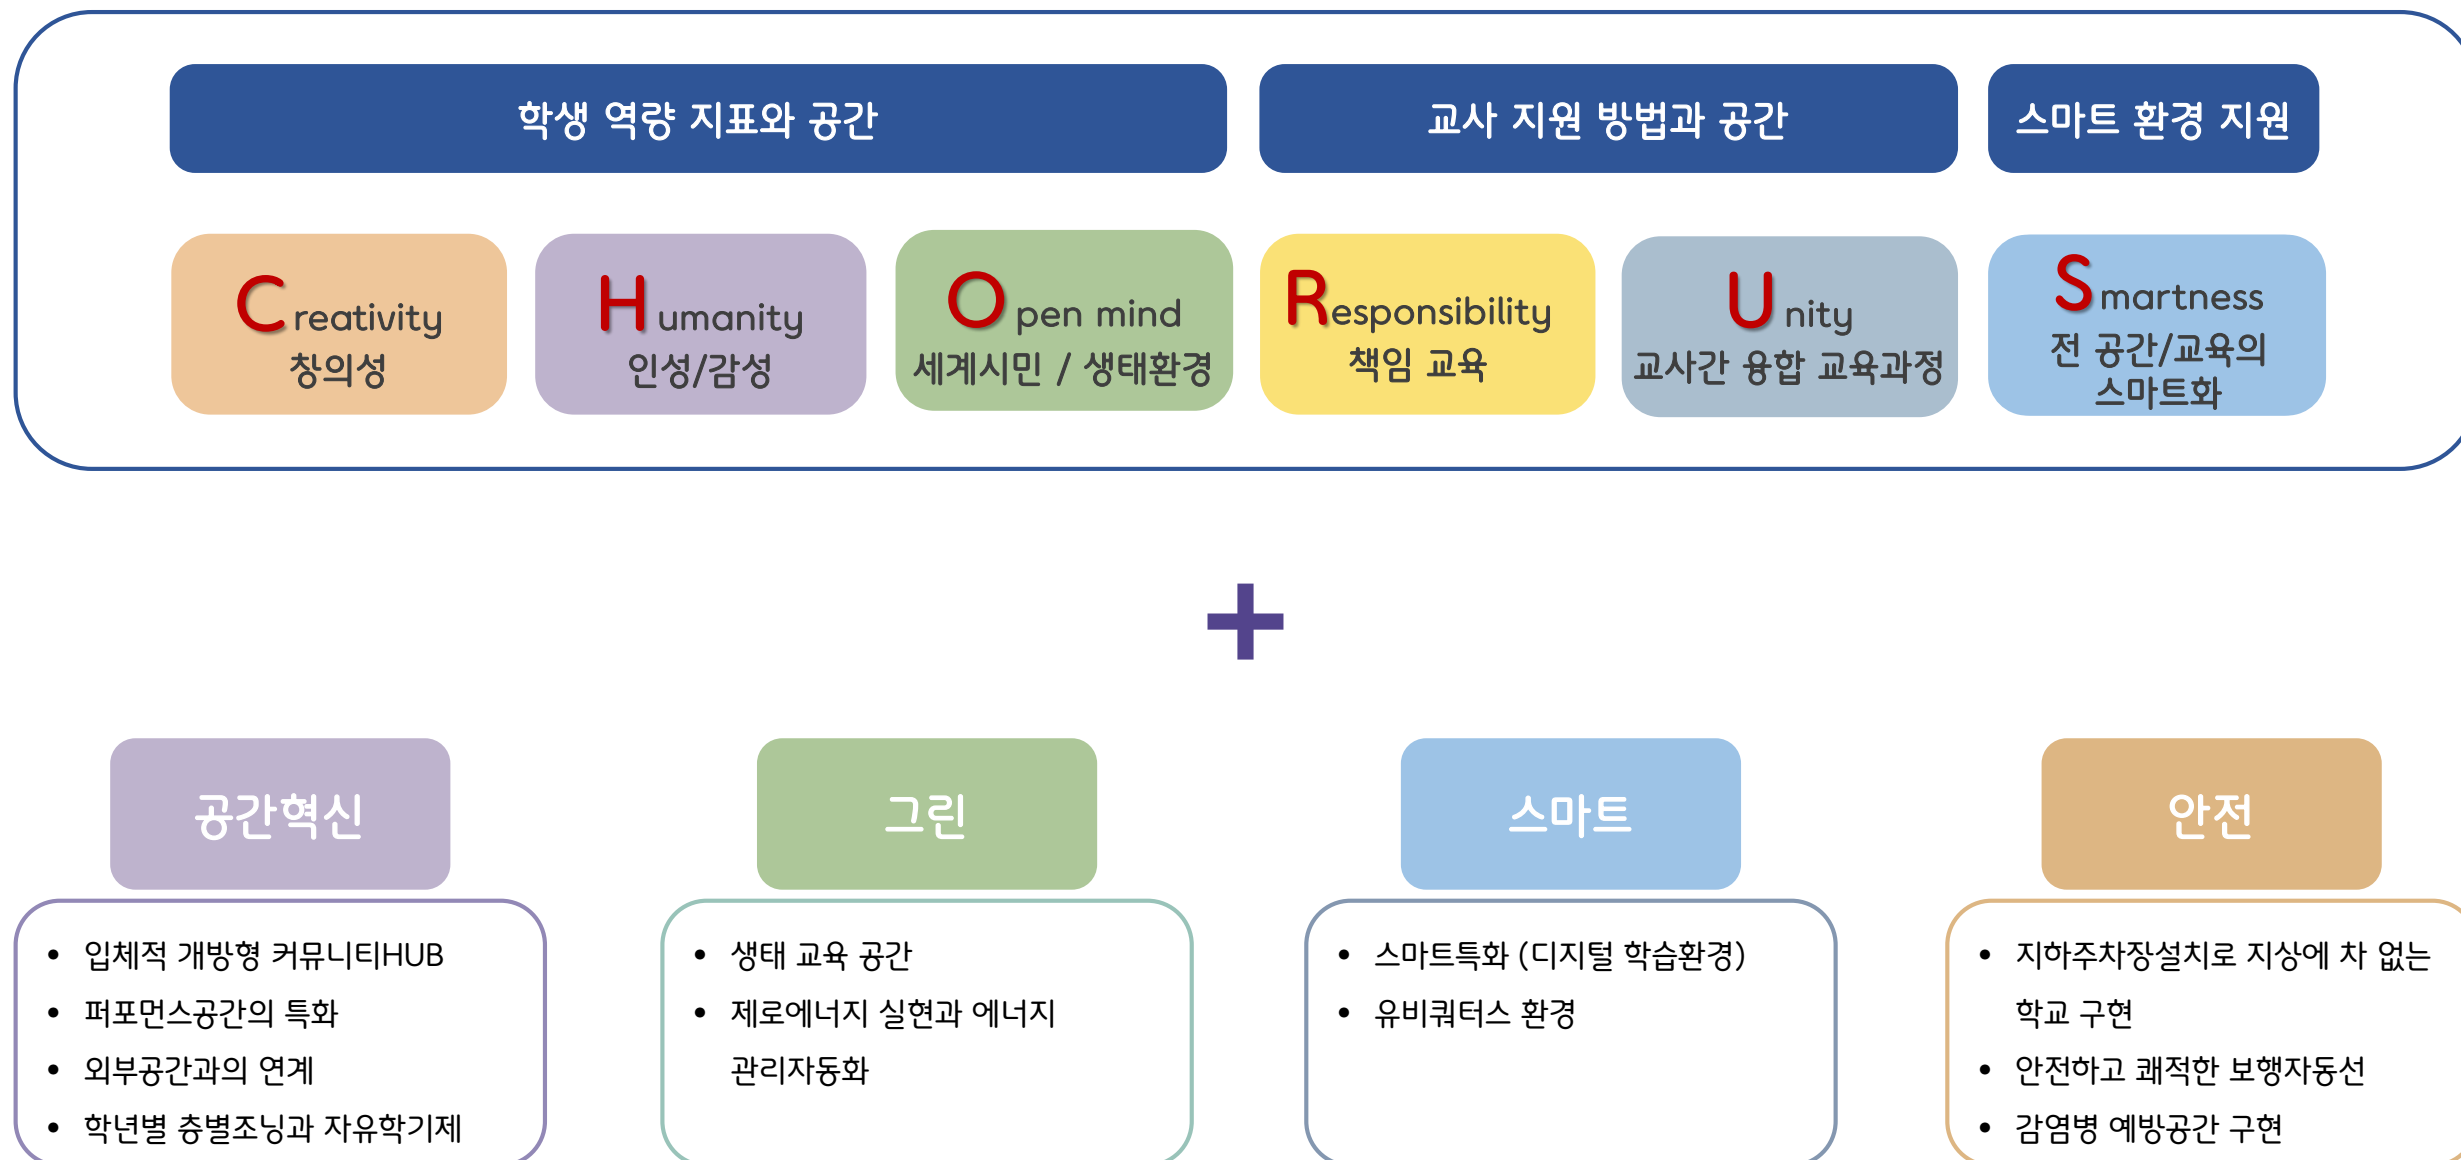 학생 역량 지표와 공간
교사 지원 방법과 공간
스마트 환경 지원
Creativity
창의성
Humanity
인성/감성
Open mind
세계시민 / 생태환경
Responsibility
책임 교육
Unity
교사간 융합 교육과정
Smartness
전 공간/교육의
스마트화
+
공간혁신
• 입체적 개방형 커뮤니티HUB
• 퍼포먼스공간의 특화
• 외부공간과의 연계
• 학년별 층별조닝과 자유학기제
그린
• 생태 교육 공간
• 제로에너지 실현과 에너지
관리자동화
스마트
• 스마트특화 (디지털 학습환경)
• 유비쿼터스 환경
안전
• 지하주차장설치로 지상에 차 없는
학교 구현
• 안전하고 쾌적한 보행자동선
• 감염병 예방공간 구현